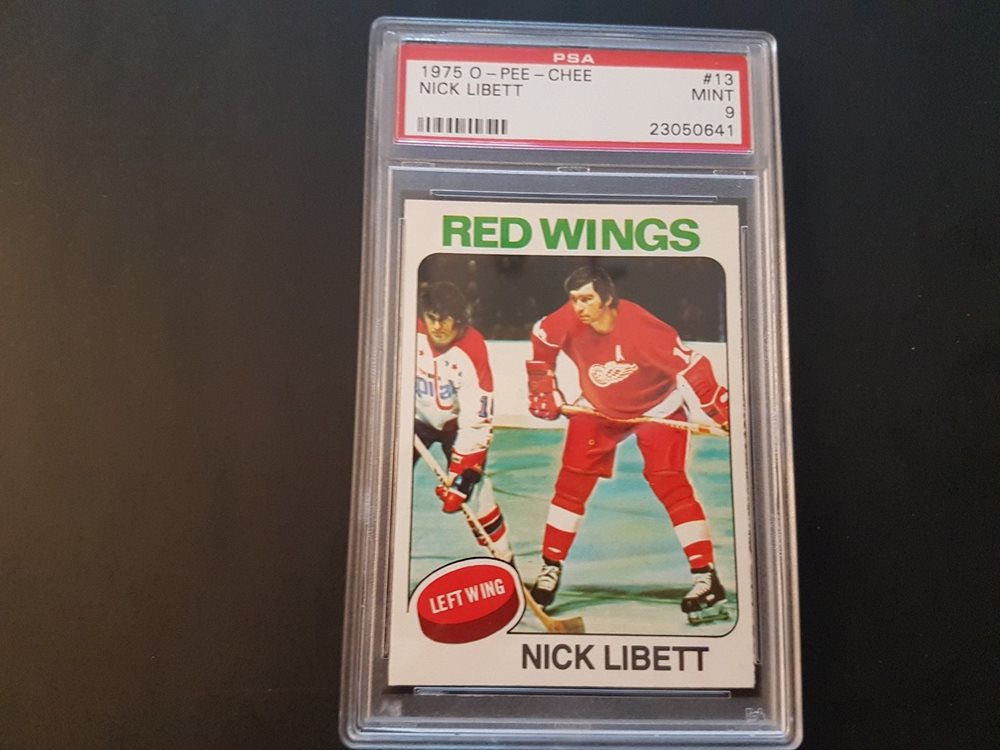 PSA
1975 O-PEE-CHEE #13
NICK LIBETT MINT
9
23050641
RED WINGS
A
LEFT WING
NICK LIBETT